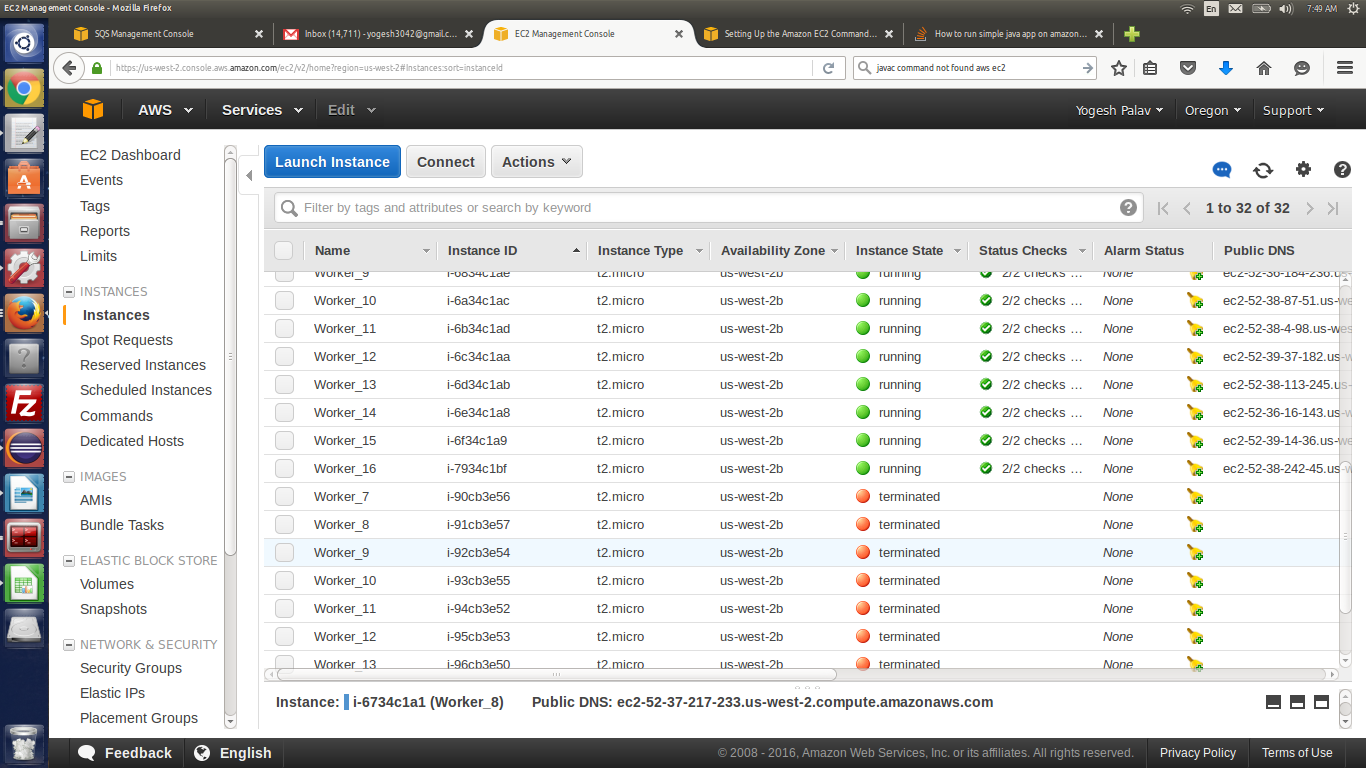 EC2 Management Console - Mozilla Firefox
En 7:49 AM
SQS Management Console
Inbox (14,711) - yogesh3042@gmail.c...
EC2 Management Console
Setting Up the Amazon EC2 Command...
How to run simple java app on amazon...
https://us-west-2.console.aws.amazon.com/ec2/v2/home?region=us-west-2#Instances:sort=instanceId
javac command not found aws ec2
AWS Services Edit
Yogesh Palav Oregon Support
EC2 Dashboard
Events
Tags
Reports
Limits
INSTANCES
Instances
Spot Requests
Reserved Instances
Scheduled Instances
Commands
Dedicated Hosts
IMAGES
AMIs
Bundle Tasks
ELASTIC BLOCK STORE
Volumes
Snapshots
NETWORK & SECURITY
Security Groups
Elastic IPs
Placement Groups
Launch Instance Connect Actions
Filter by tags and attributes or search by keyword
1 to 32 of 32
Name Instance ID Instance Type Availability Zone Instance State Status Checks Alarm Status Public DNS
Worker_9 i-6834c1ae t2.micro us-west-2b running 2/2 checks ... None ec2-52-36-184-236.us-
Worker_10 i-6a34c1ac t2.micro us-west-2b running 2/2 checks ... None ec2-52-38-87-51.us-we
Worker_11 i-6b34c1ad t2.micro us-west-2b running 2/2 checks ... None ec2-52-38-4-98.us-wes
Worker_12 i-6c34c1aa t2.micro us-west-2b running 2/2 checks ... None ec2-52-39-37-182.us-w
Worker_13 i-6d34c1ab t2.micro us-west-2b running 2/2 checks ... None ec2-52-38-113-245.us-
Worker_14 i-6e34c1a8 t2.micro us-west-2b running 2/2 checks ... None ec2-52-36-16-143.us-w
Worker_15 i-6f34c1a9 t2.micro us-west-2b running 2/2 checks ... None ec2-52-39-14-36.us-we
Worker_16 i-7934c1bf t2.micro us-west-2b running 2/2 checks ... None ec2-52-38-242-45.us-w
Worker_7 i-90cb3e56 t2.micro us-west-2b terminated None
Worker_8 i-91cb3e57 t2.micro us-west-2b terminated None
Worker_9 i-92cb3e54 t2.micro us-west-2b terminated None
Worker_10 i-93cb3e55 t2.micro us-west-2b terminated None
Worker_11 i-94cb3e52 t2.micro us-west-2b terminated None
Worker_12 i-95cb3e53 t2.micro us-west-2b terminated None
Worker_13 i-96cb3e50 t2.micro us-west-2b terminated None
Instance: i-6734c1a1 (Worker_8) Public DNS: ec2-52-37-217-233.us-west-2.compute.amazonaws.com
Feedback English
© 2008 - 2016, Amazon Web Services, Inc. or its affiliates. All rights reserved. Privacy Policy Terms of Use